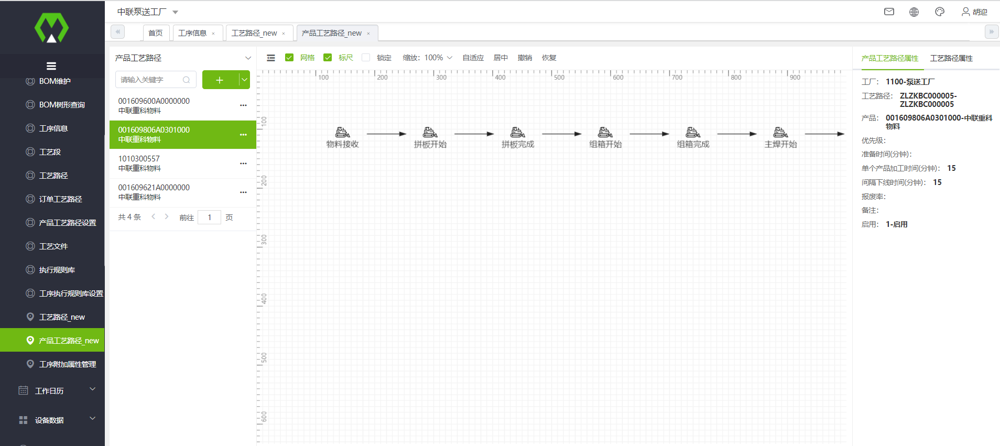 中联泵送工厂
胡迎
首页
工序信息 ×
工艺路径_new ×
产品工艺路径_new ×
BOM维护
BOM树形查询
工序信息
工艺段
工艺路径
订单工艺路径
产品工艺路径设置
工艺文件
执行规则库
工序执行规则库设置
工艺路径_new
产品工艺路径_new
工序附加属性管理
工作日历
设备数据
产品工艺路径
请输入关键字
001609600A0000000
中联重科物料
001609806A0301000
中联重科物料
1010300557
中联重科物料
001609621A0000000
中联重科物料
共 4 条 前往 1 页
网格 标尺 锁定 缩放：100% 自适应 居中 撤销 恢复
100 200 300 400 500 600 700 800 900
100
200
300
400
500
600
物料接收 拼板开始 拼板完成 组箱开始 组箱完成 主焊开始
产品工艺路径属性 工艺路径属性
工厂： 1100-泵送工厂
工艺路径： ZLZKBC000005-
ZLZKBC000005
产品： 001609806A0301000-中联重科
物料
优先级：
准备时间(分钟)：
单个产品加工时间(分钟)： 15
间隔下线时间(分钟)： 15
报废率：
备注：
启用： 1-启用